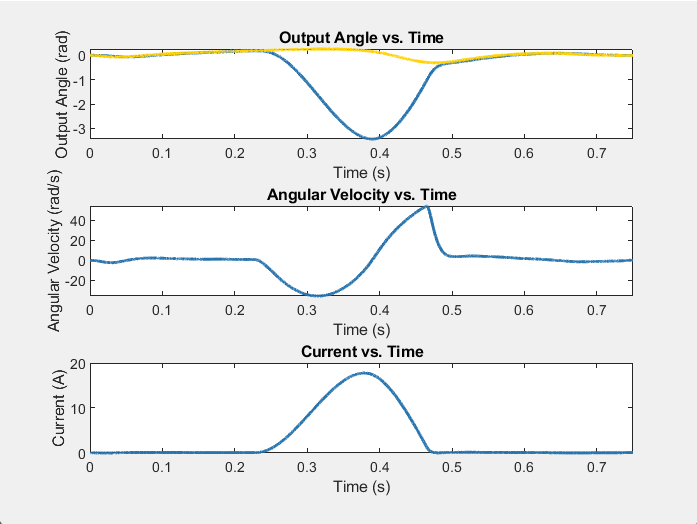 Output Angle vs. Time
Output Angle (rad)
0
-1
-2
-3
0 0.1 0.2 0.3 0.4 0.5 0.6 0.7
Time (s)
Angular Velocity vs. Time
Angular Velocity (rad/s)
40
20
0
-20
0 0.1 0.2 0.3 0.4 0.5 0.6 0.7
Time (s)
Current vs. Time
Current (A)
20
10
0
0 0.1 0.2 0.3 0.4 0.5 0.6 0.7
Time (s)